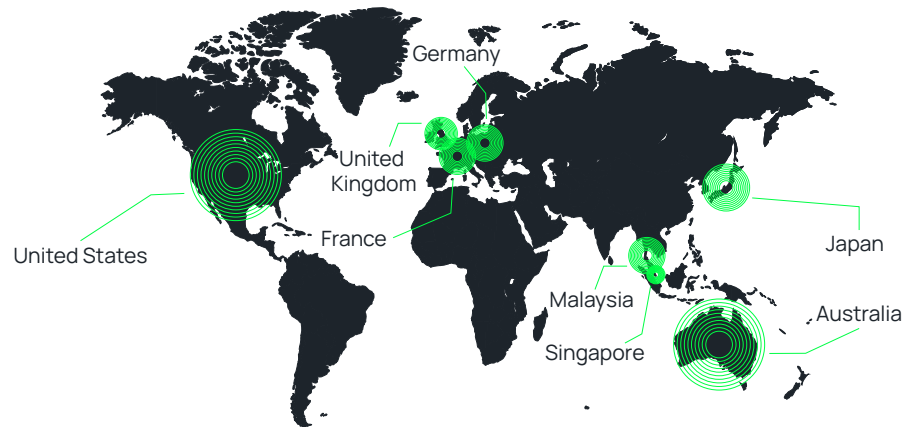 Germany
United
Kingdom
France
United States
Japan
Malaysia
Australia
Singapore